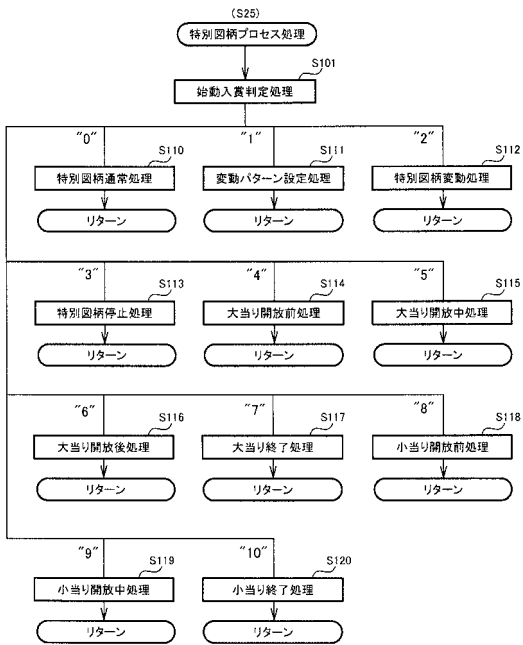 (S25)
特別図柄プロセス処理
S101
始動入賞判定処理
"0"
"1"
"2"
S110
S111
S112
特別図柄通常処理
変動パターン設定処理
特別図柄変動処理
リターン
リターン
リターン
"3"
"4"
"5"
S113
S114
S115
特別図柄停止処理
大当り開放前処理
大当り開放中処理
リターン
リターン
リターン
"6"
"7"
"8"
S116
S117
S118
大当り開放後処理
大当り終了処理
小当り開放前処理
リターン
リターン
リターン
"9"
"10"
S119
S120
小当り開放中処理
小当り終了処理
リターン
リターン